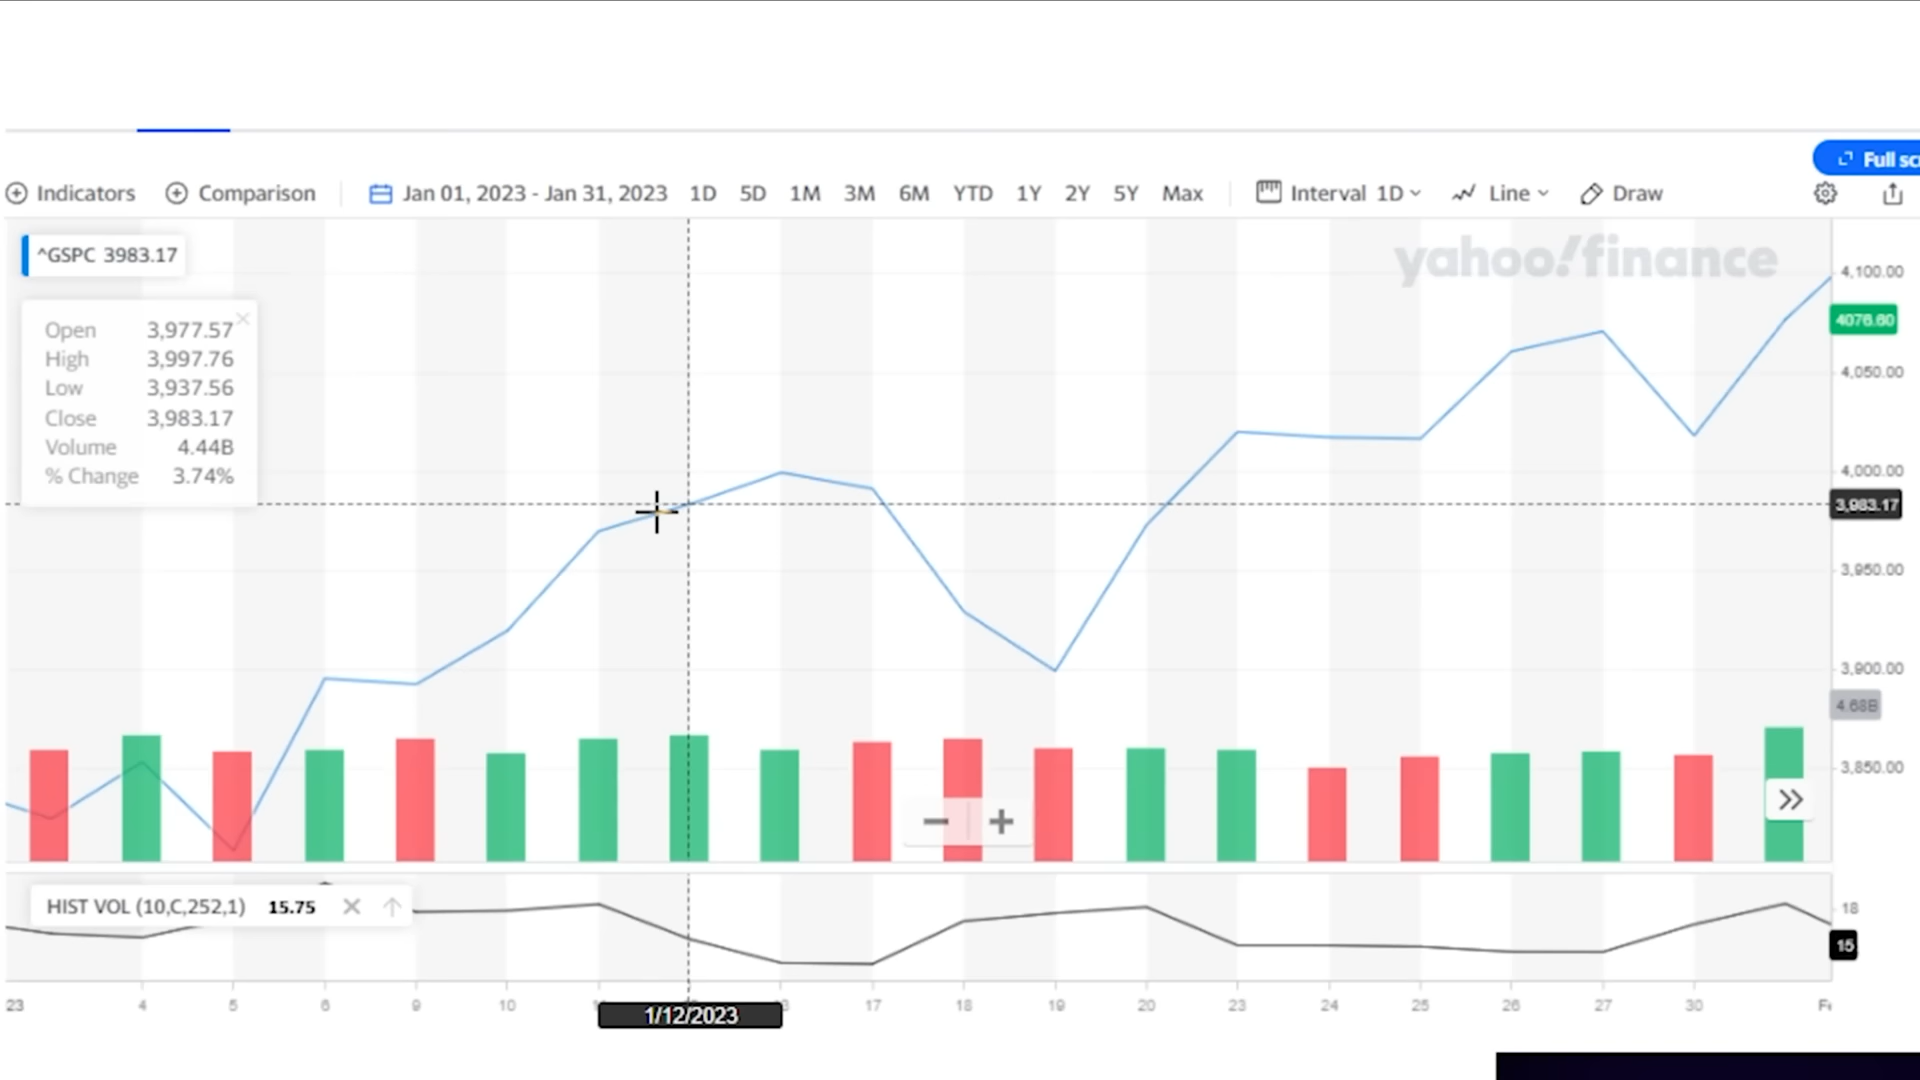 Full sc
Indicators Comparison Jan 01, 2023 - Jan 31, 2023 1D 5D 1M 3M 6M YTD 1Y 2Y 5Y Max Interval 1D Line Draw
^GSPC 3983.17
yahoo!finance
Open 3,977.57
High 3,997.76
Low 3,937.56
Close 3,983.17
Volume 4.44B
% Change 3.74%
4,100.00
4076.60
4,050.00
4,000.00
3,983.17
3,950.00
3,900.00
4.68B
3,850.00
HIST VOL (10,C,252,1) 15.75
18
15
23 4 5 6 9 10 17 18 19 20 23 24 25 26 27 30
1/12/2023